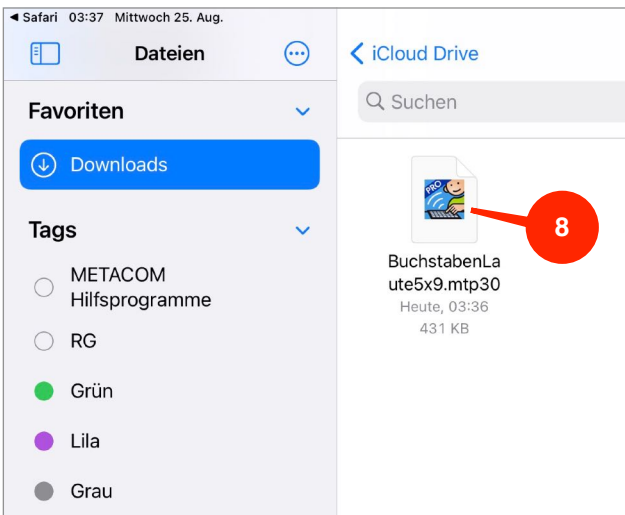 Safari 03:37 Mittwoch 25. Aug.
Dateien
Favoriten
Downloads
Tags
METACOM
Hilfsprogramme
RG
Grün
Lila
Grau
iCloud Drive
Suchen
PRO
8
BuchstabenLa
ute5x9.mtp30
Heute, 03:36
431 KB